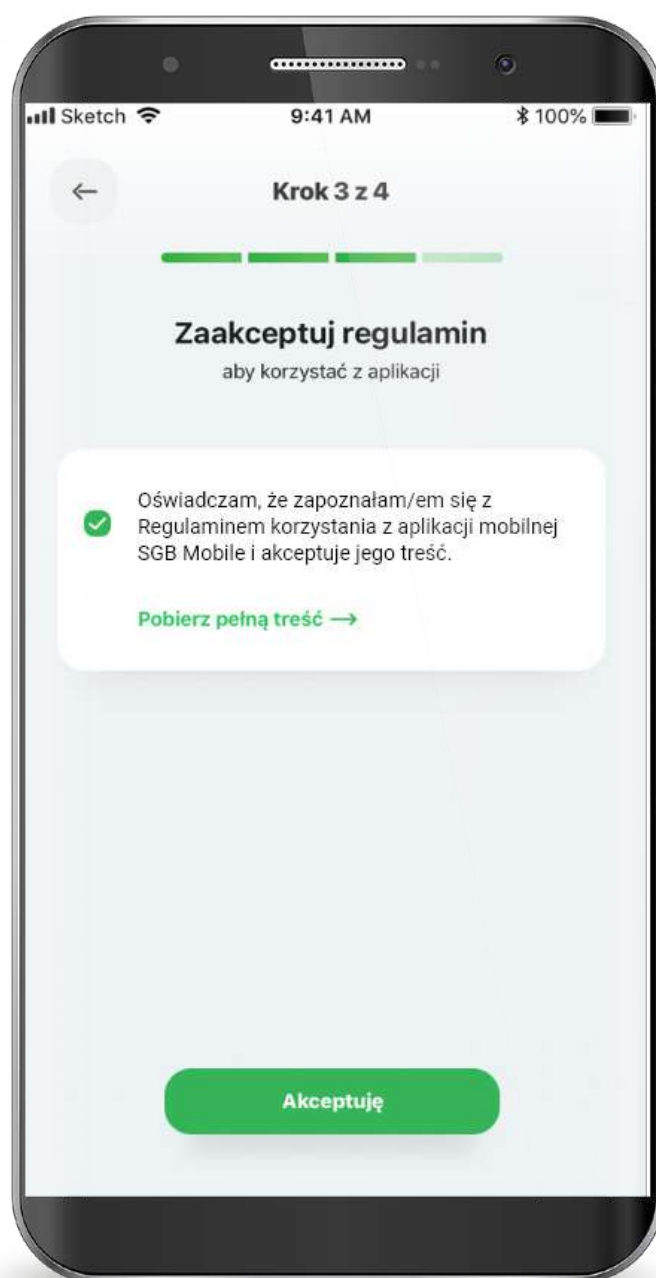 Sketch 9:41 AM 100%
Krok 3 z 4
Zaakceptuj regulamin
aby korzystać z aplikacji
Oświadczam, że zapoznałam/em się z
Regulaminem korzystania z aplikacji mobilnej
SGB Mobile i akceptuje jego treść.
Pobierz pełną treść →
Akceptuję